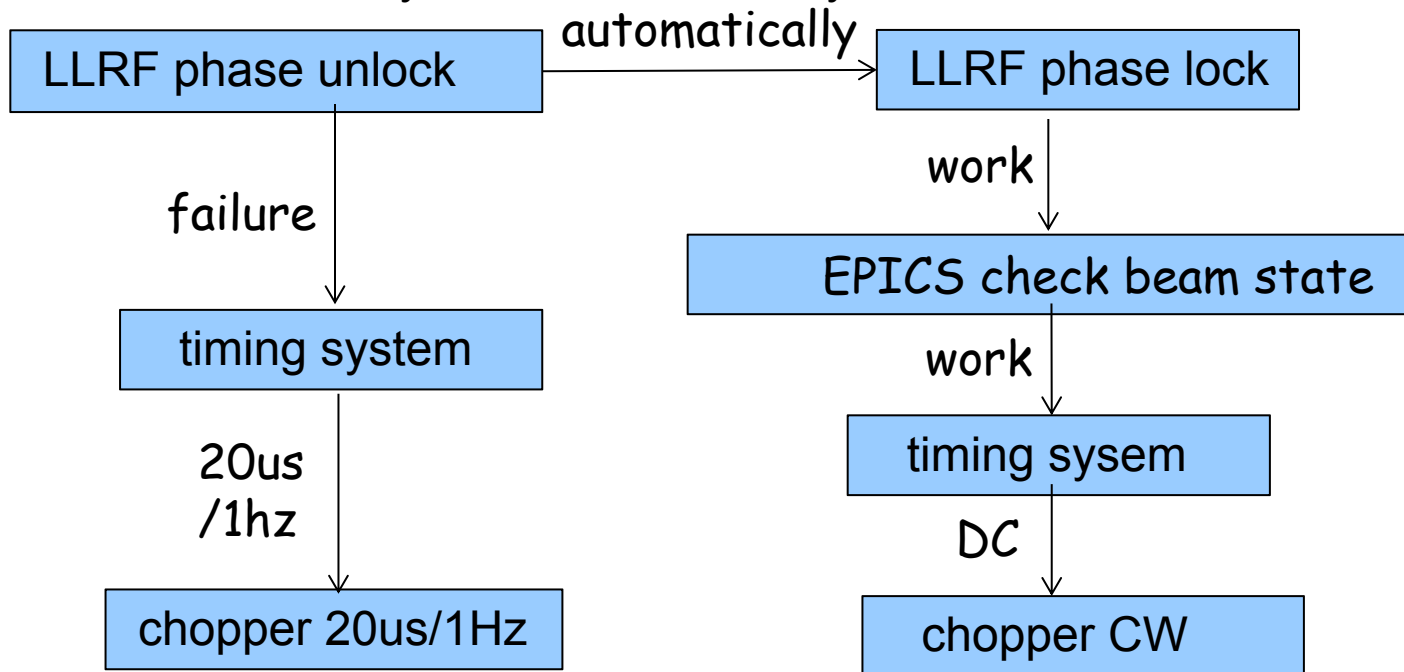 automatically
LLRF phase unlock
LLRF phase lock
work
failure
EPICS check beam state
timing system
work
20us
/1hz
timing sysem
DC
chopper 20us/1Hz
chopper CW